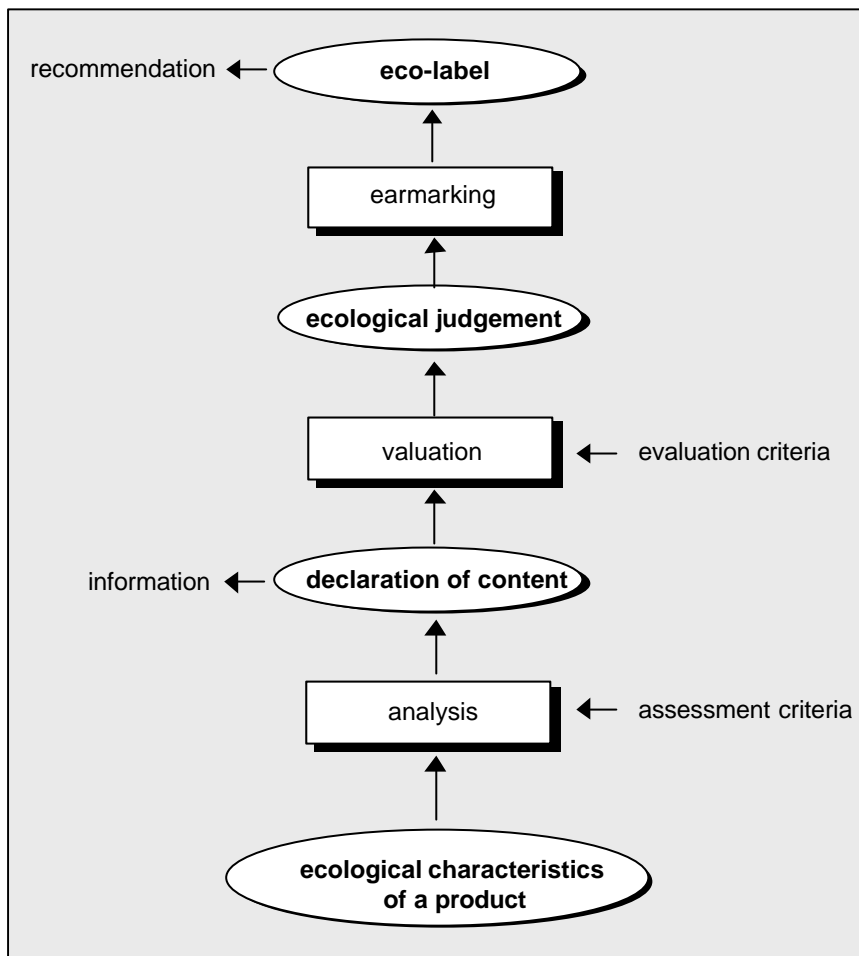 recommendation
eco-label
earmarking
ecological judgement
valuation
evaluation criteria
information
declaration of content
analysis
assessment criteria
ecological characteristics
of a product